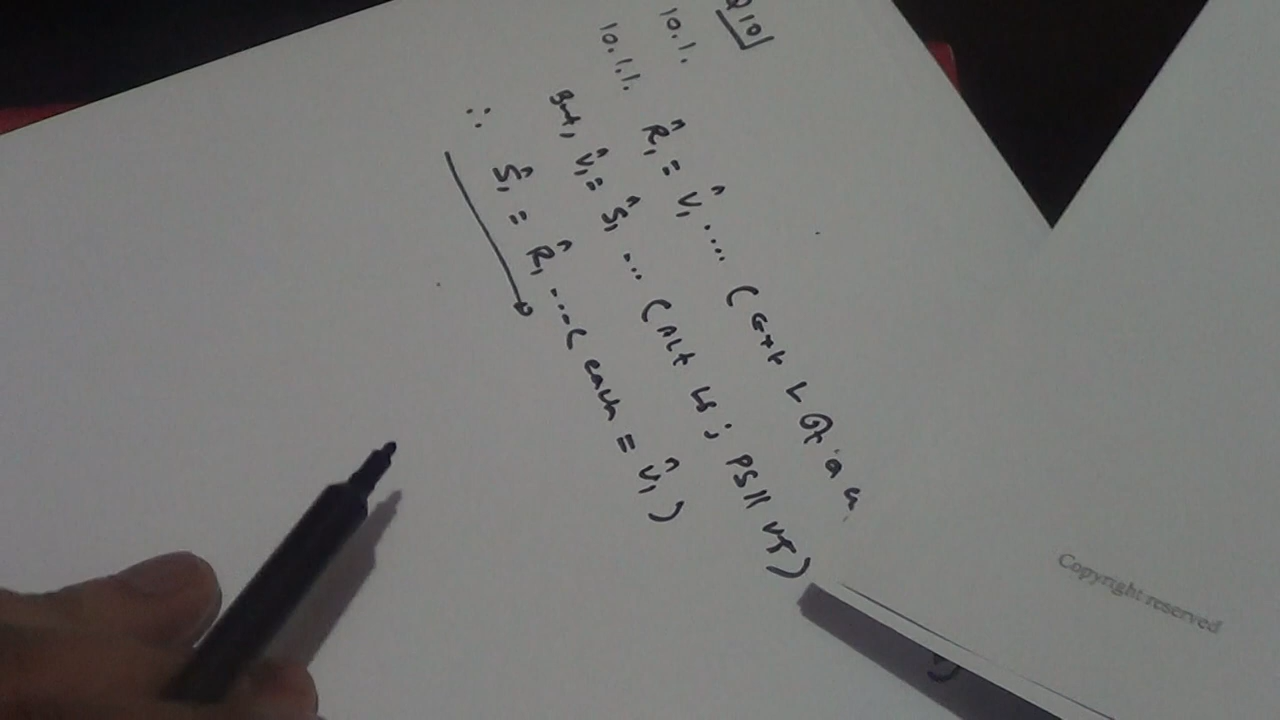 Q10
10.1.
10.1.1. R̂₁ = V̂₁ .... (Ext ∠ of a
But, V̂₁ = Ŝ₁ ... (Alt ∠s; PS || VT)
∴ Ŝ₁ = R̂₁ ... (each = V̂₁)
Copyright reserved